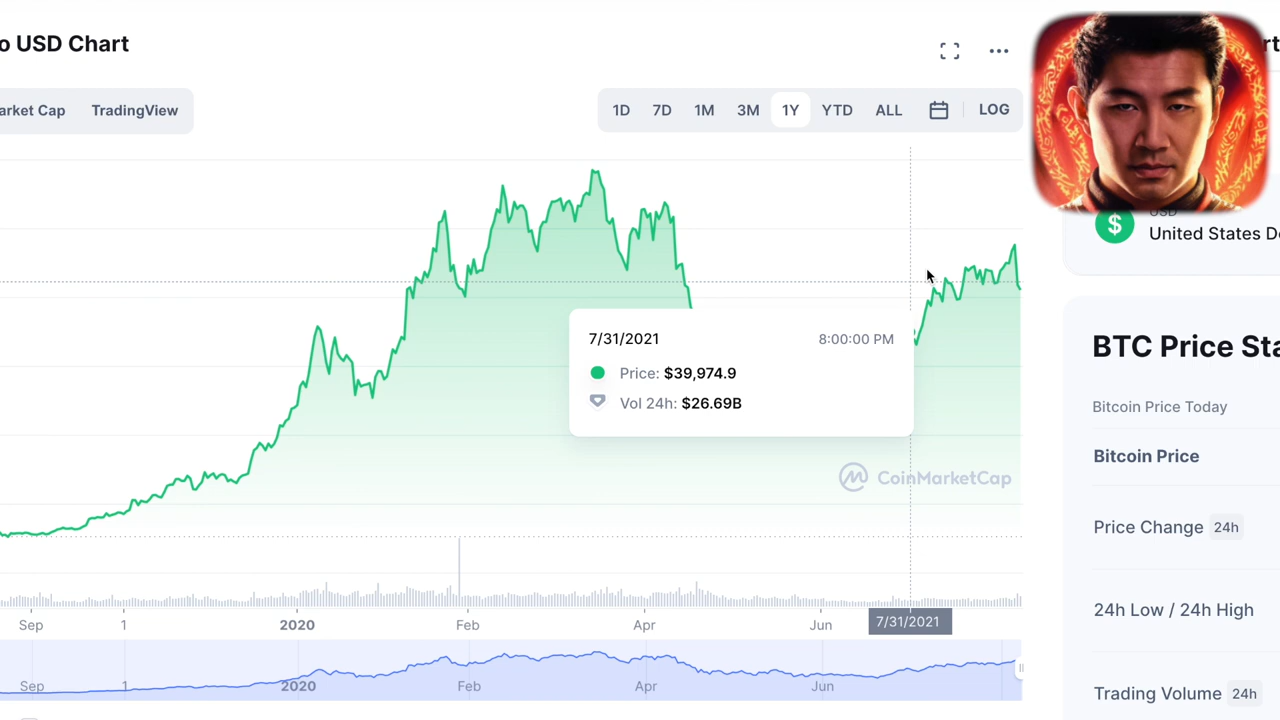 o USD Chart
rt
arket Cap
TradingView
1D
7D
1M
3M
1Y
YTD
ALL
LOG
USD
$
United States Do
7/31/2021
8:00:00 PM
Price: $39,974.9
Vol 24h: $26.69B
BTC Price Sta
Bitcoin Price Today
Bitcoin Price
CoinMarketCap
Price Change 24h
24h Low / 24h High
Sep
1
2020
Feb
Apr
Jun
7/31/2021
Sep
1
2020
Feb
Apr
Jun
Trading Volume 24h